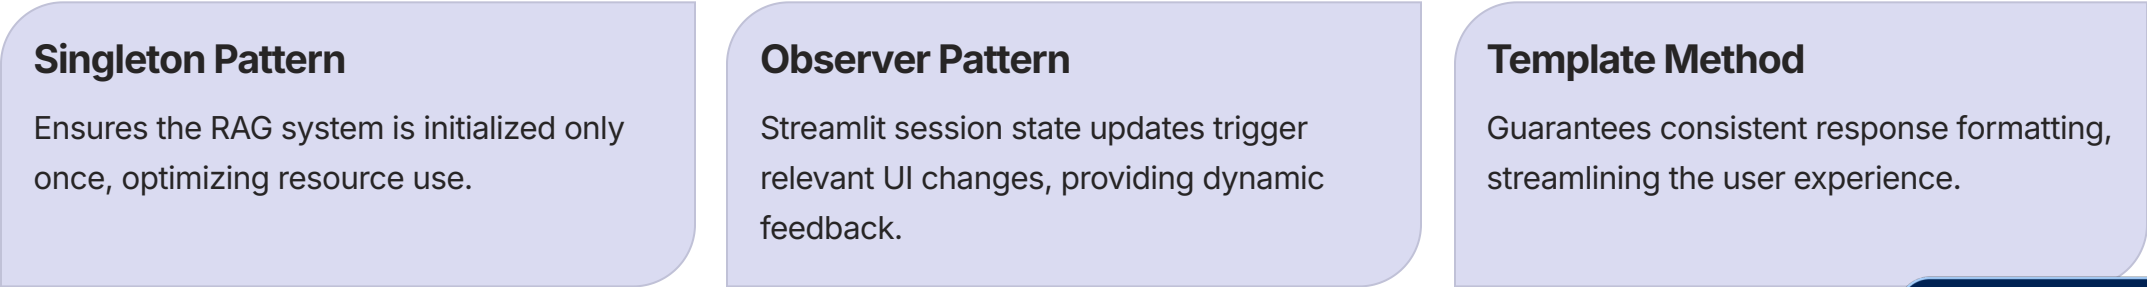 Singleton Pattern
Ensures the RAG system is initialized only
once, optimizing resource use.
Observer Pattern
Streamlit session state updates trigger
relevant UI changes, providing dynamic
feedback.
Template Method
Guarantees consistent response formatting,
streamlining the user experience.